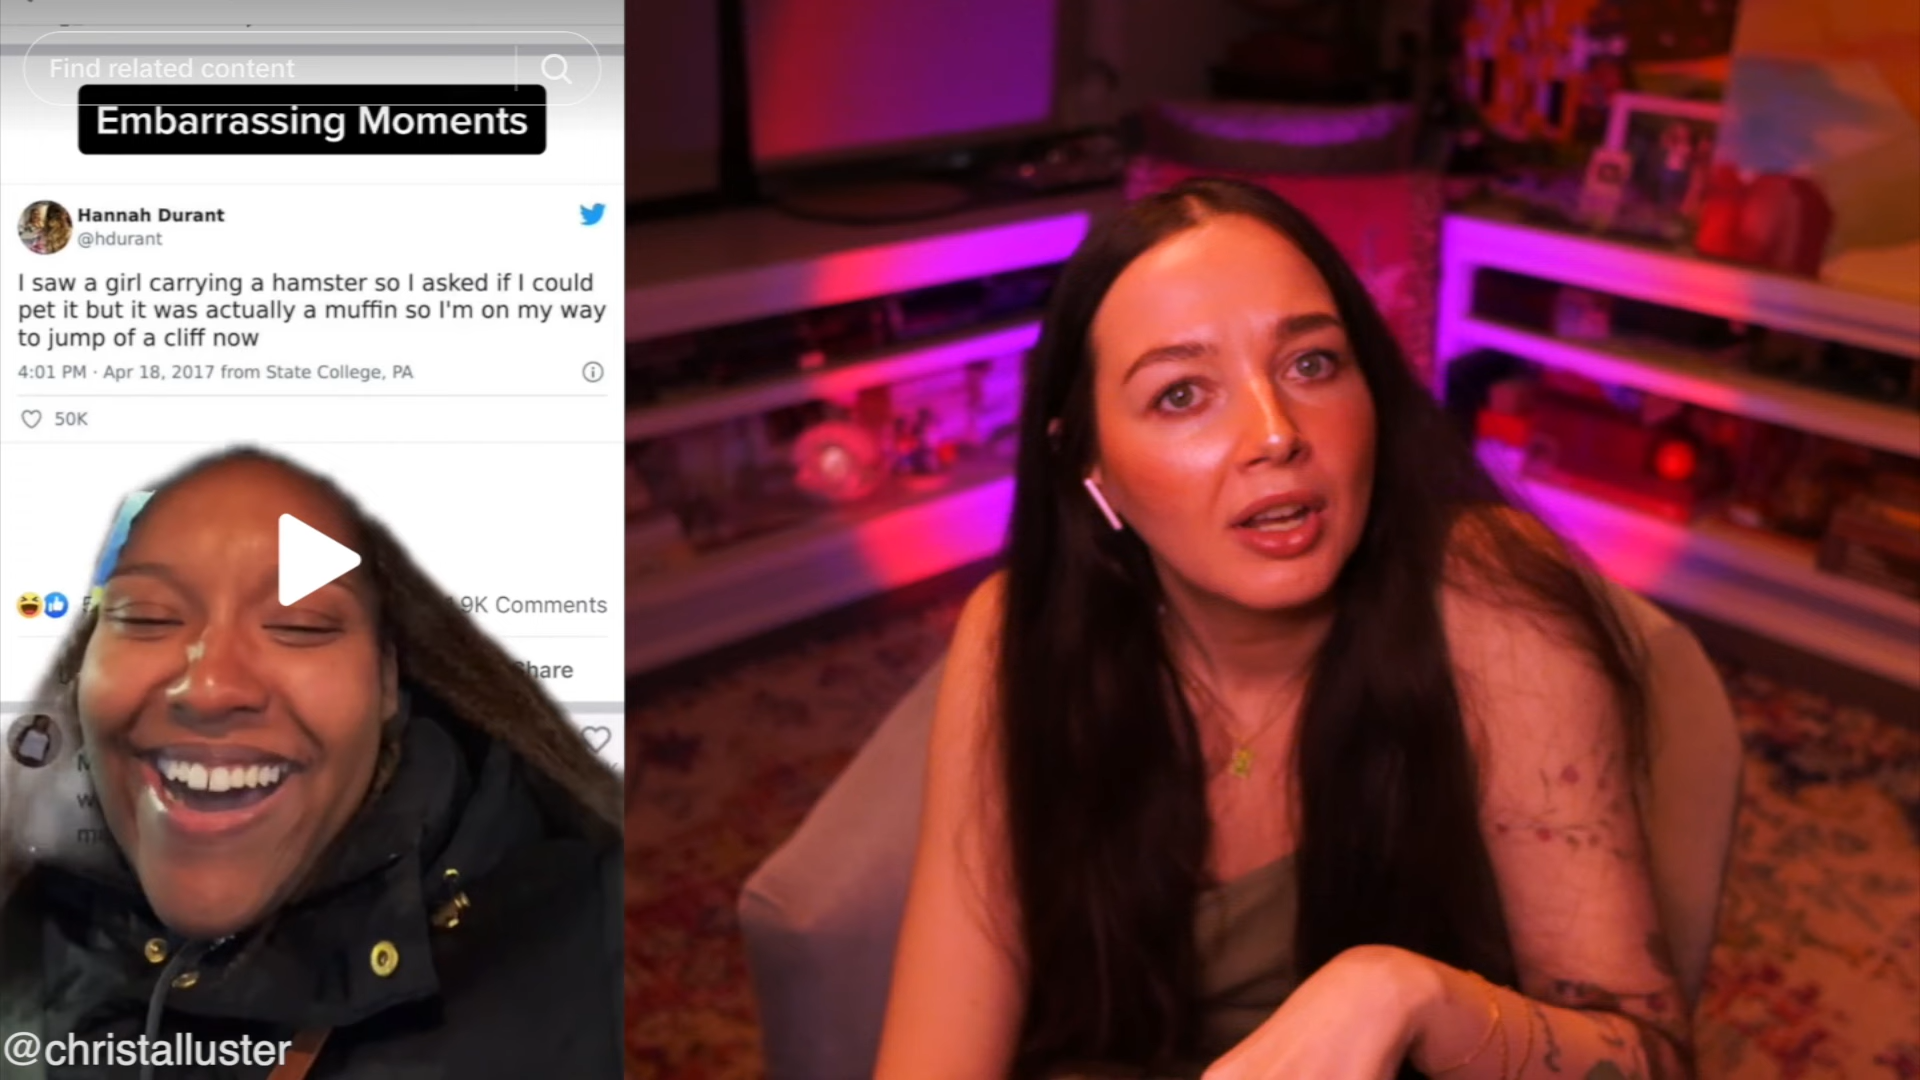 Find related content
Embarrassing Moments
Hannah Durant
@hdurant
I saw a girl carrying a hamster so I asked if I could
pet it but it was actually a muffin so I'm on my way
to jump of a cliff now
4:01 PM · Apr 18, 2017 from State College, PA
50K
9K Comments
Share
@christalluster